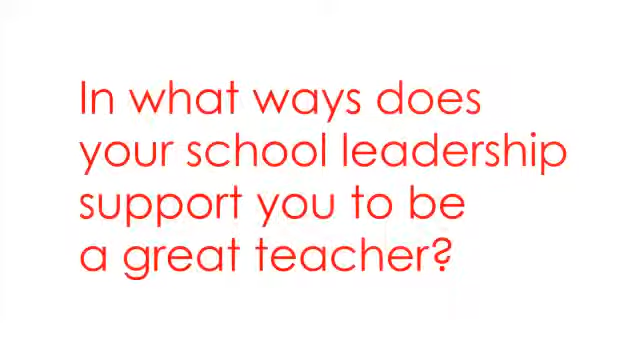 In what ways does
your school leadership
support you to be
a great teacher?